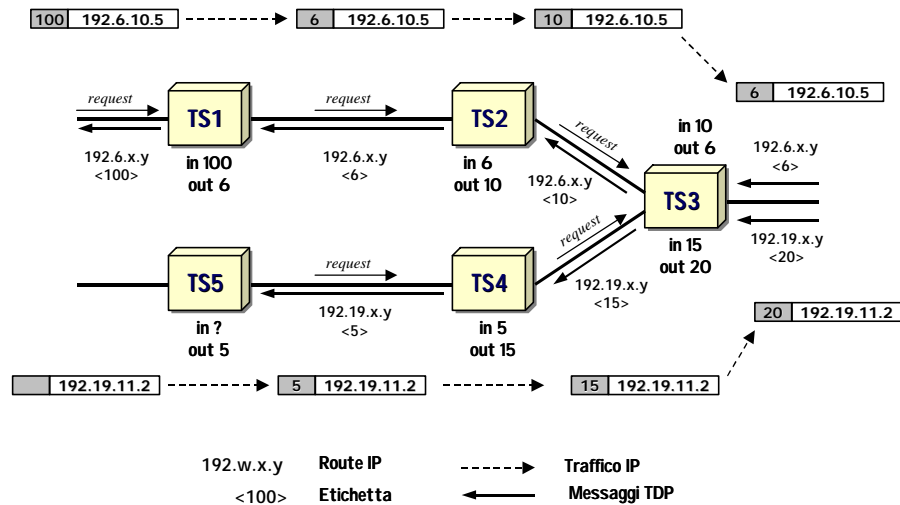 100 192.6.10.5
6 192.6.10.5
10 192.6.10.5
6 192.6.10.5
request
request
TS1
TS2
request
in 10
out 6
192.6.x.y
<100>
in 100
out 6
192.6.x.y
<6>
in 6
out 10
192.6.x.y
<10>
TS3
192.6.x.y
<6>
192.19.x.y
<20>
in 15
out 20
request
request
TS5
TS4
192.19.x.y
<5>
192.19.x.y
<15>
in ?
out 5
in 5
out 15
20 192.19.11.2
192.19.11.2
5 192.19.11.2
15 192.19.11.2
192.w.x.y Route IP
Traffico IP
<100> Etichetta
Messaggi TDP